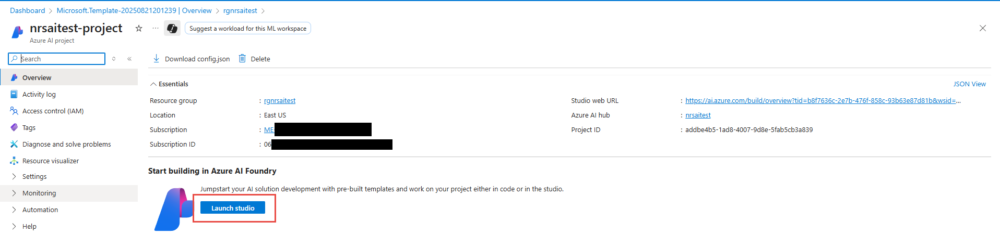 Dashboard > Microsoft.Template-20250821201239 | Overview > rgnrsaitest >
nrsaitest-project
Suggest a workload for this ML workspace
Azure AI project
Search
Download config.json
Delete
Overview
Activity log
Access control (IAM)
Tags
Diagnose and solve problems
Resource visualizer
Settings
Monitoring
Automation
Help
Essentials
JSON View
Resource group : rgnrsaitest
Location : East US
Subscription : ME-
Subscription ID : 06
Studio web URL : https://ai.azure.com/build/overview?tid=b8f7636c-2e7b-476f-858c-93b63e87d81b&wsid=...
Azure AI hub : nrsaitest
Project ID : addbe4b5-1ad8-4007-9d8e-5fab5cb3a839
Start building in Azure AI Foundry
Jumpstart your AI solution development with pre-built templates and work on your project either in code or in the studio.
Launch studio